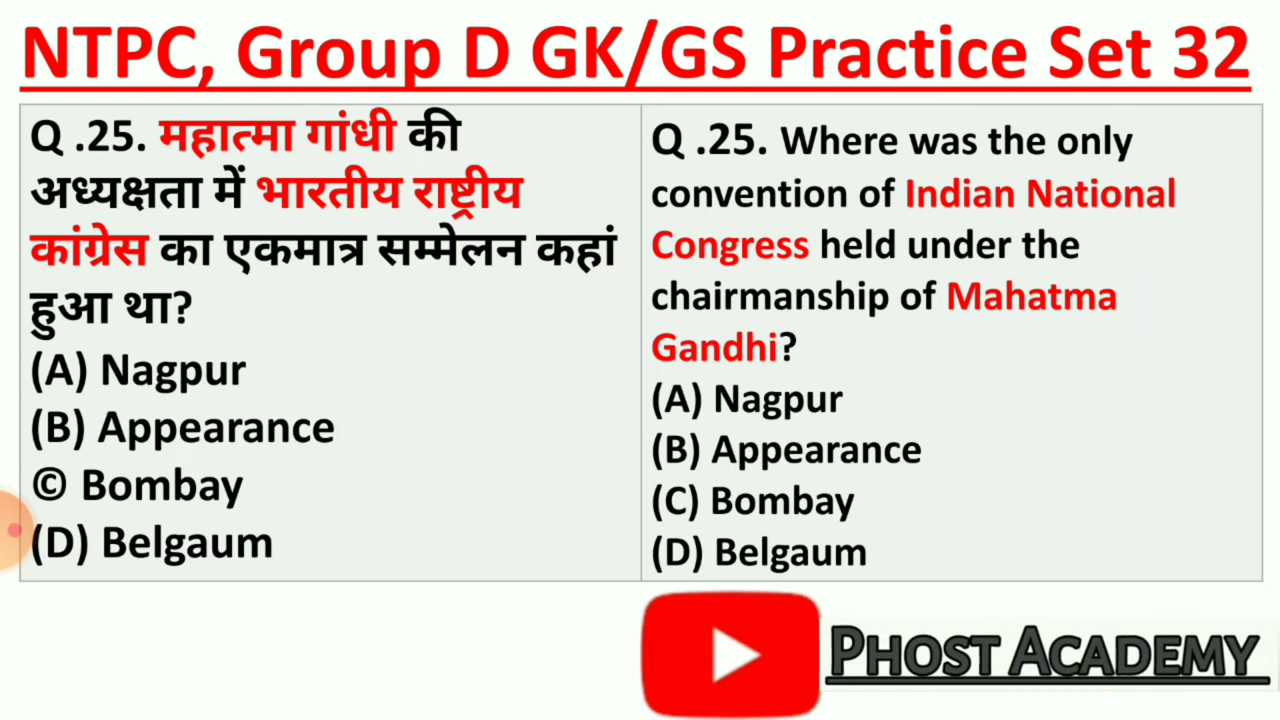 NTPC, Group D GK/GS Practice Set 32
Q .25. महात्मा गांधी की
अध्यक्षता में भारतीय राष्ट्रीय
कांग्रेस का एकमात्र सम्मेलन कहां
हुआ था?
(A) Nagpur
(B) Appearance
© Bombay
(D) Belgaum
Q .25. Where was the only
convention of Indian National
Congress held under the
chairmanship of Mahatma
Gandhi?
(A) Nagpur
(B) Appearance
(C) Bombay
(D) Belgaum
PHOST ACADEMY